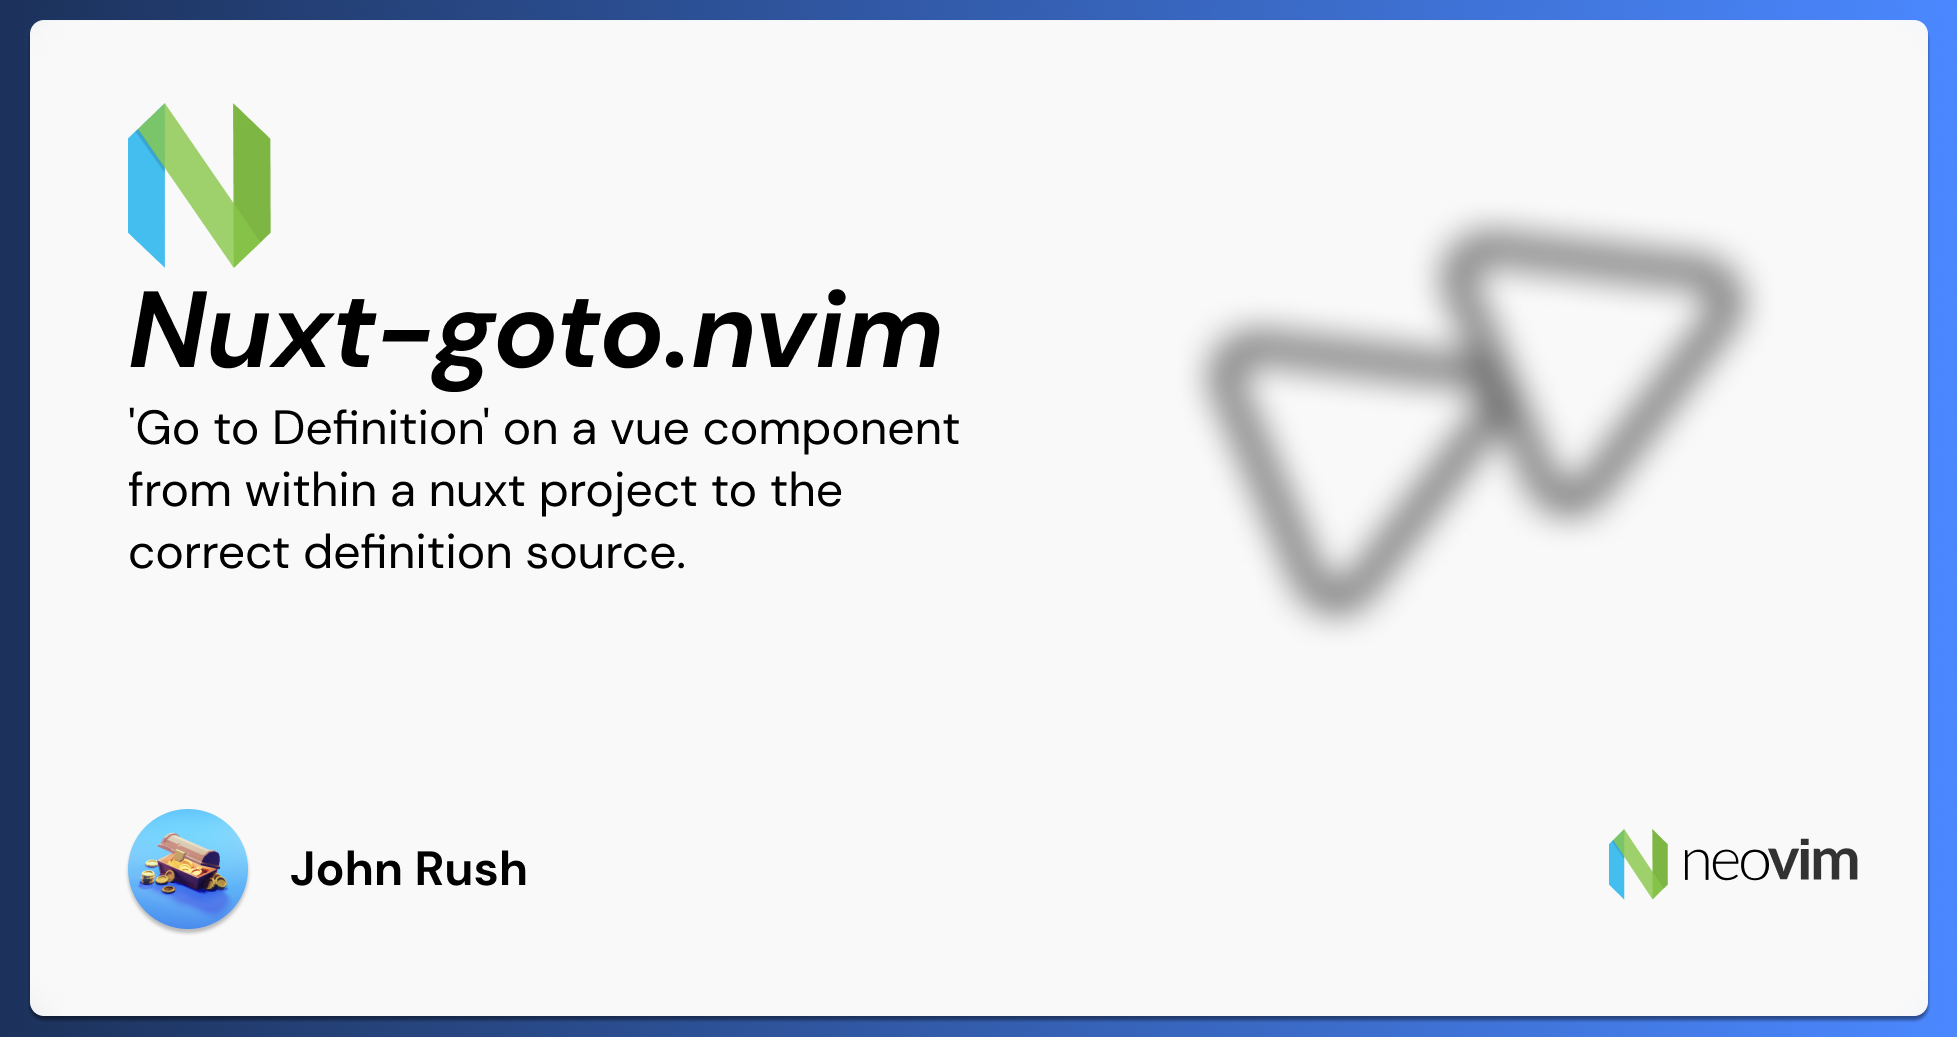 Nuxt-goto.nvim
'Go to Definition' on a vue component
from within a nuxt project to the
correct definition source.
John Rush
neovim